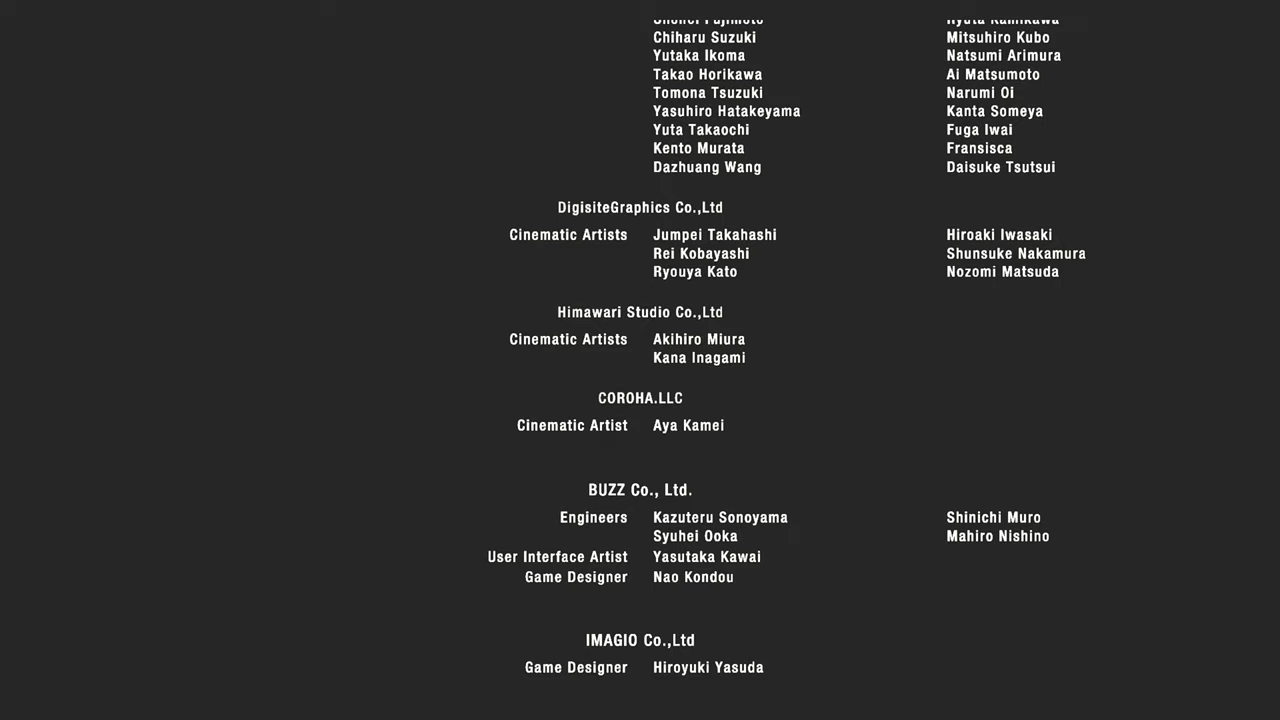 Chiharu Suzuki Mitsuhiro Kubo
Yutaka Ikoma Natsumi Arimura
Takao Horikawa Ai Matsumoto
Tomona Tsuzuki Narumi Oi
Yasuhiro Hatakeyama Kanta Someya
Yuta Takaochi Fuga Iwai
Kento Murata Fransisca
Dazhuang Wang Daisuke Tsutsui
DigisiteGraphics Co.,Ltd
Cinematic Artists Jumpei Takahashi Hiroaki Iwasaki
Rei Kobayashi Shunsuke Nakamura
Ryouya Kato Nozomi Matsuda
Himawari Studio Co.,Ltd
Cinematic Artists Akihiro Miura
Kana Inagami
COROHA.LLC
Cinematic Artist Aya Kamei
BUZZ Co., Ltd.
Engineers Kazuteru Sonoyama Shinichi Muro
Syuhei Ooka Mahiro Nishino
User Interface Artist Yasutaka Kawai
Game Designer Nao Kondou
IMAGIO Co.,Ltd
Game Designer Hiroyuki Yasuda